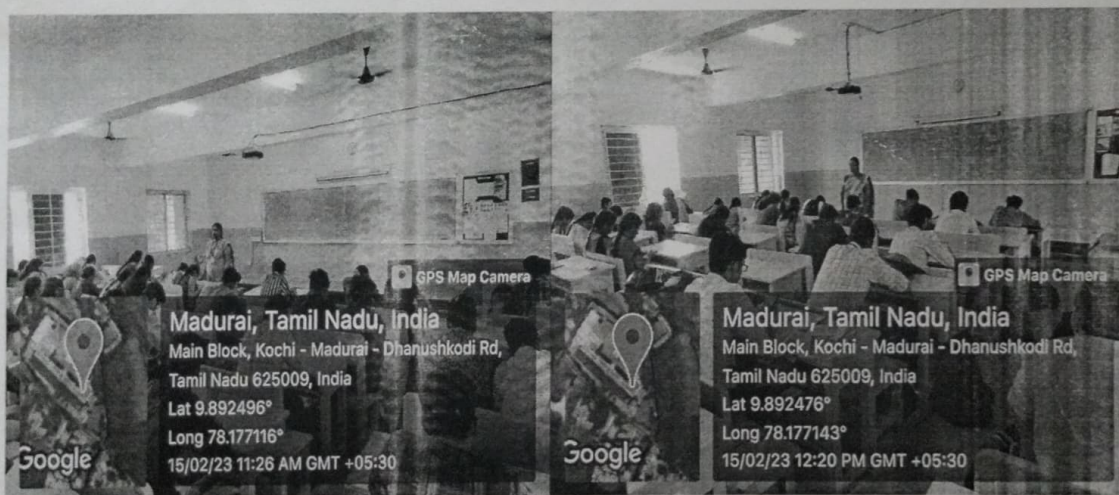 GPS Map Camera
Madurai, Tamil Nadu, India
Main Block, Kochi - Madurai - Dhanushkodi Rd,
Tamil Nadu 625009, India
Lat 9.892496°
Long 78.177116°
15/02/23 11:26 AM GMT +05:30
Google
GPS Map Camera
Madurai, Tamil Nadu, India
Main Block, Kochi - Madurai - Dhanushkodi Rd,
Tamil Nadu 625009, India
Lat 9.892476°
Long 78.177143°
15/02/23 12:20 PM GMT +05:30
Google